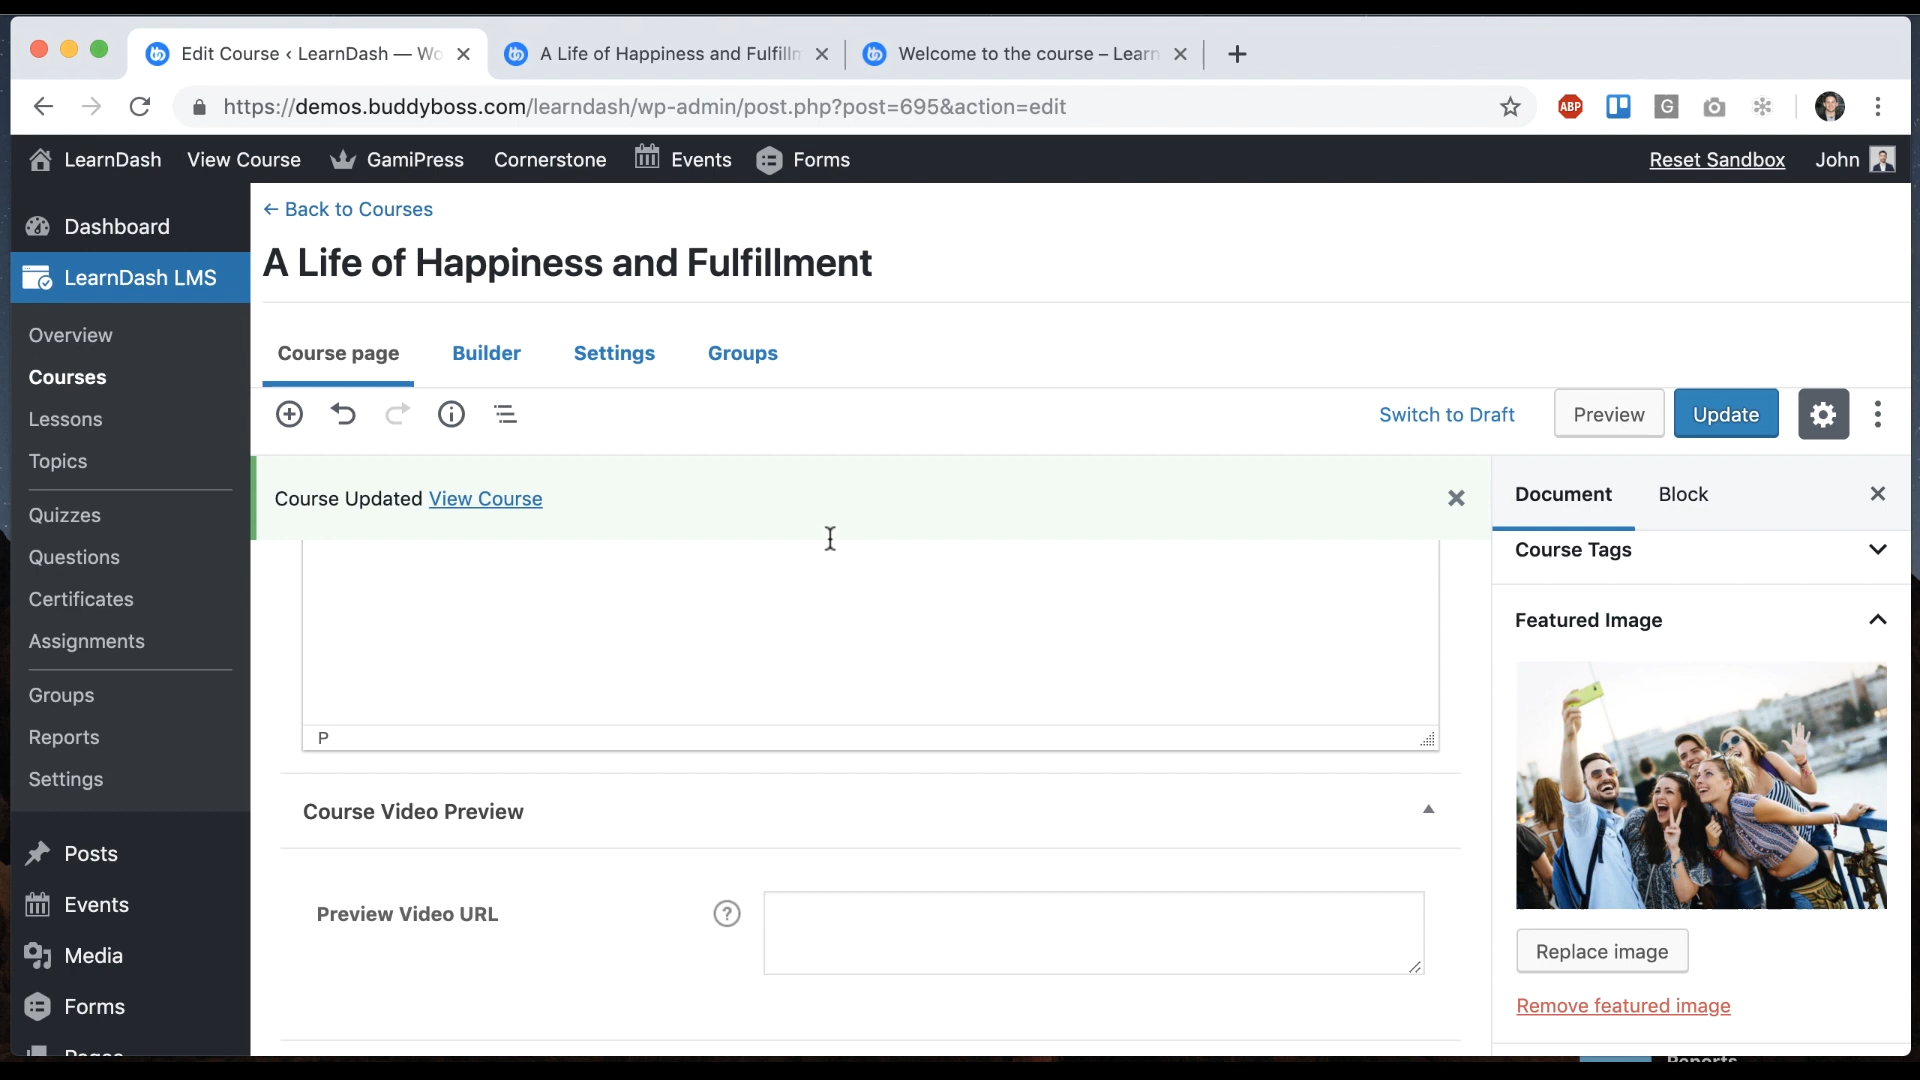 Edit Course ‹ LearnDash — Wo
A Life of Happiness and Fulfillm
Welcome to the course – Learn
https://demos.buddyboss.com/learndash/wp-admin/post.php?post=695&action=edit
ABP
G
LearnDash
View Course
GamiPress
Cornerstone
Events
Forms
Reset Sandbox
John
Dashboard
LearnDash LMS
Overview
Courses
Lessons
Topics
Quizzes
Questions
Certificates
Assignments
Groups
Reports
Settings
Posts
Events
Media
Forms
Pages
← Back to Courses
A Life of Happiness and Fulfillment
Course page
Builder
Settings
Groups
Switch to Draft
Preview
Update
Course Updated View Course
P
Course Video Preview
Preview Video URL
?
Document
Block
Course Tags
Featured Image
Replace image
Remove featured image
Reports